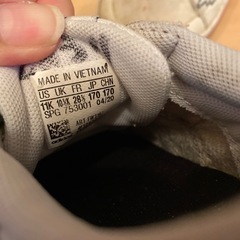 MADE IN VIETNAM
US UK FR JP CHN
11K 10½K 28½ 170 170
SPG 753001 04/20